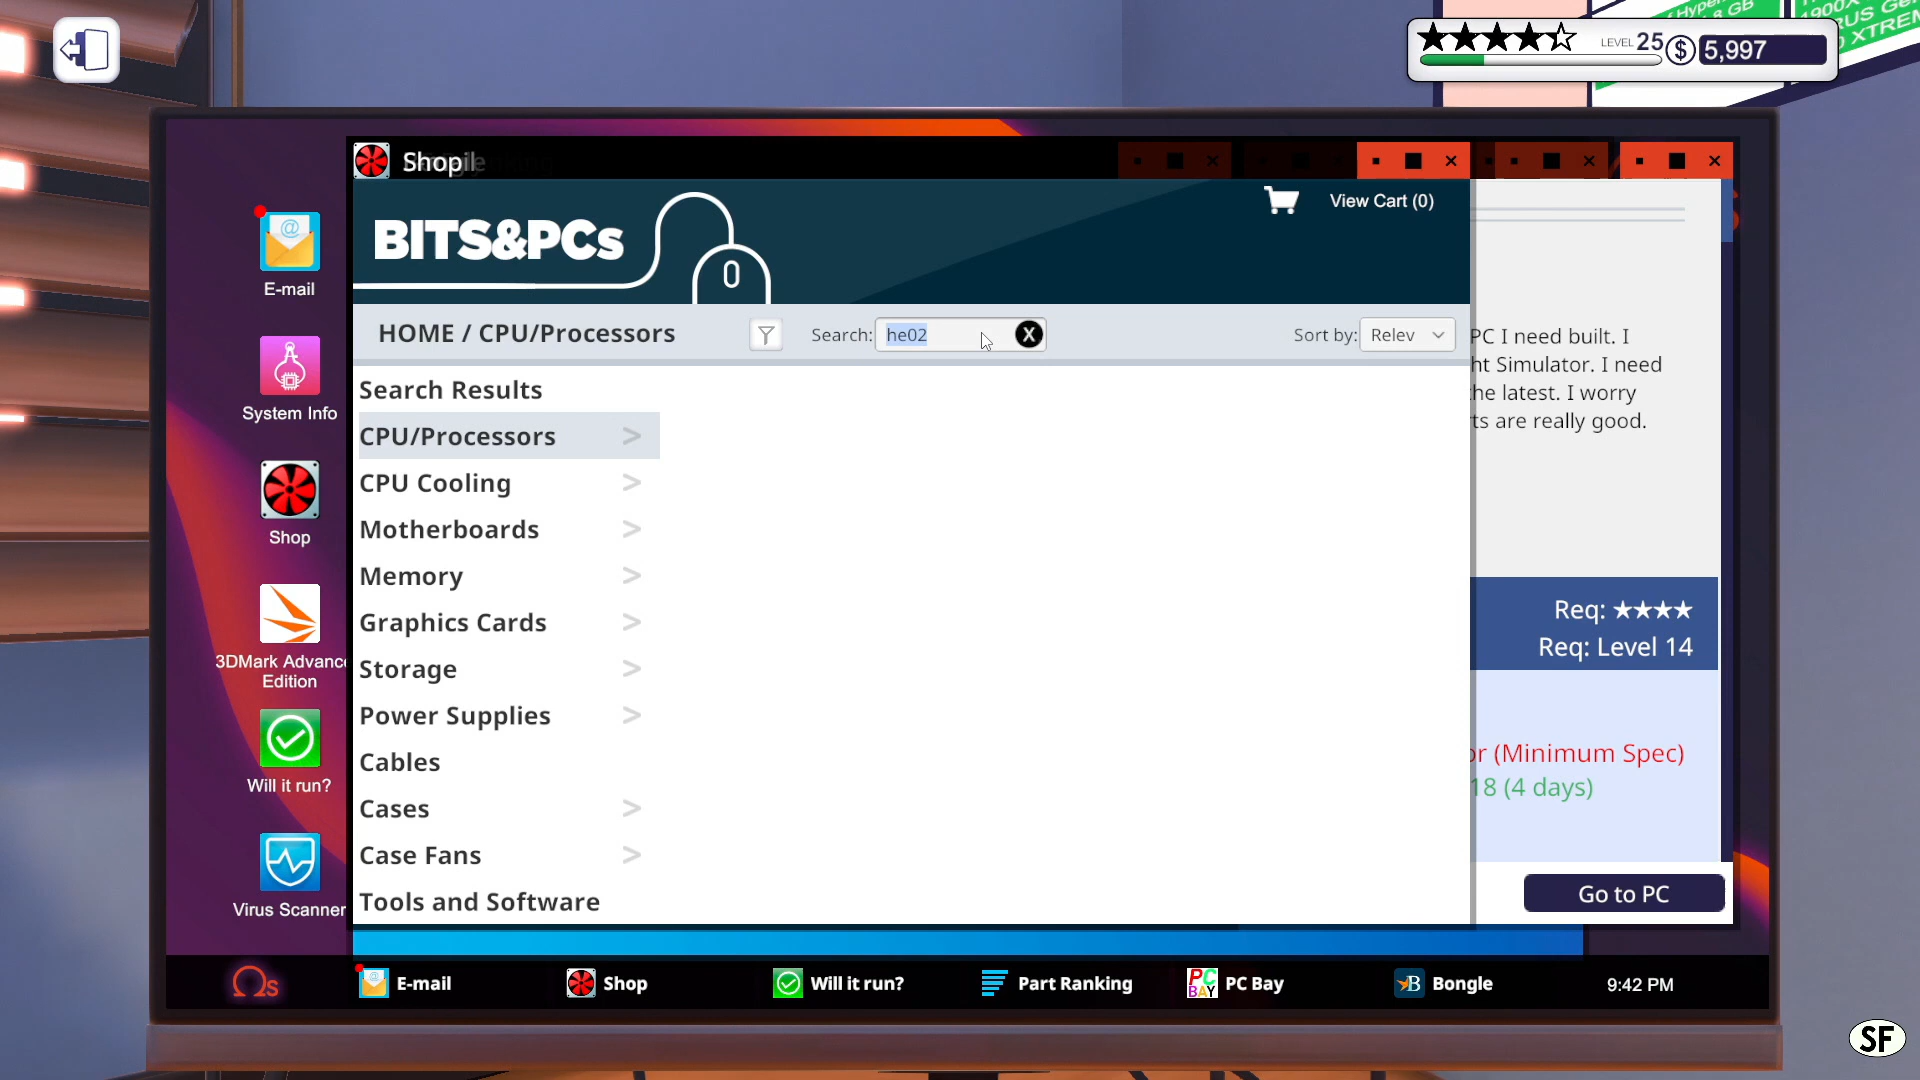 LEVEL 25 $ 5,997
Shop
BITS&PCs
View Cart (0)
HOME / CPU/Processors
Search: he02 X
Sort by: Relev
Search Results
CPU/Processors >
CPU Cooling >
Motherboards >
Memory >
Graphics Cards >
Storage >
Power Supplies >
Cables
Cases >
Case Fans >
Tools and Software
E-mail
System Info
Shop
3DMark Advanc
Edition
Will it run?
Virus Scanner
PC I need built. I
ht Simulator. I need
he latest. I worry
ts are really good.
Req: ★★★★
Req: Level 14
or (Minimum Spec)
18 (4 days)
Go to PC
Ωs
E-mail
Shop
Will it run?
Part Ranking
PC BAY
PC Bay
B
Bongle
9:42 PM
SF